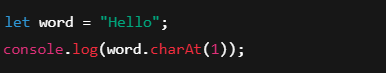 let word = "Hello";
console.log(word.charAt(1));